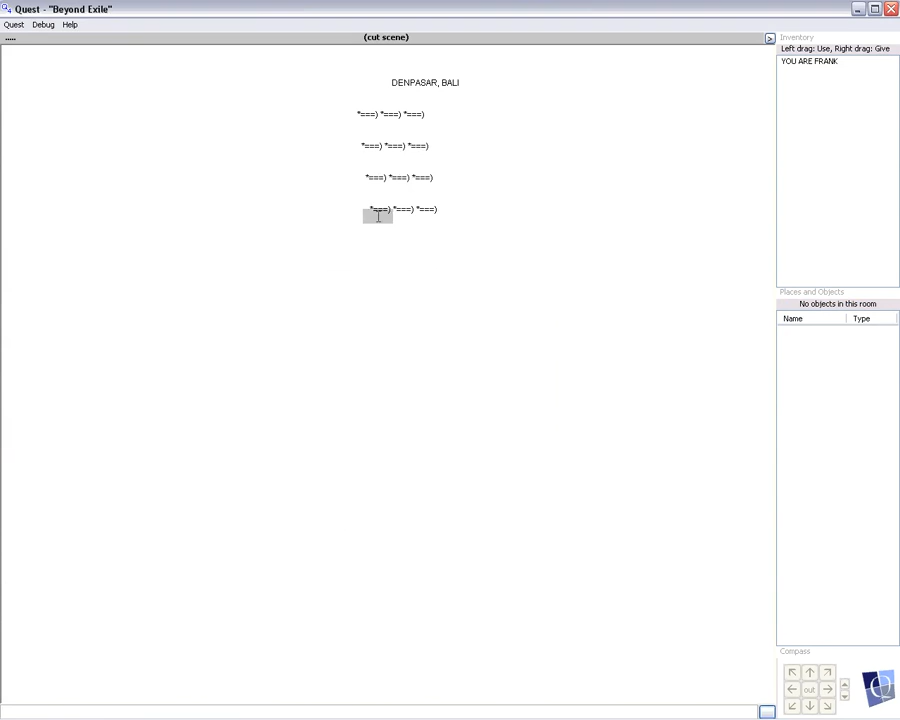 Quest - "Beyond Exile"
Quest Debug Help
..... (cut scene) >
Inventory
Left drag: Use, Right drag: Give
YOU ARE FRANK
DENPASAR, BALI
*===) *===) *===)
*===) *===) *===)
*===) *===) *===)
*===) *===) *===)
Places and Objects
No objects in this room
Name Type
Compass
out